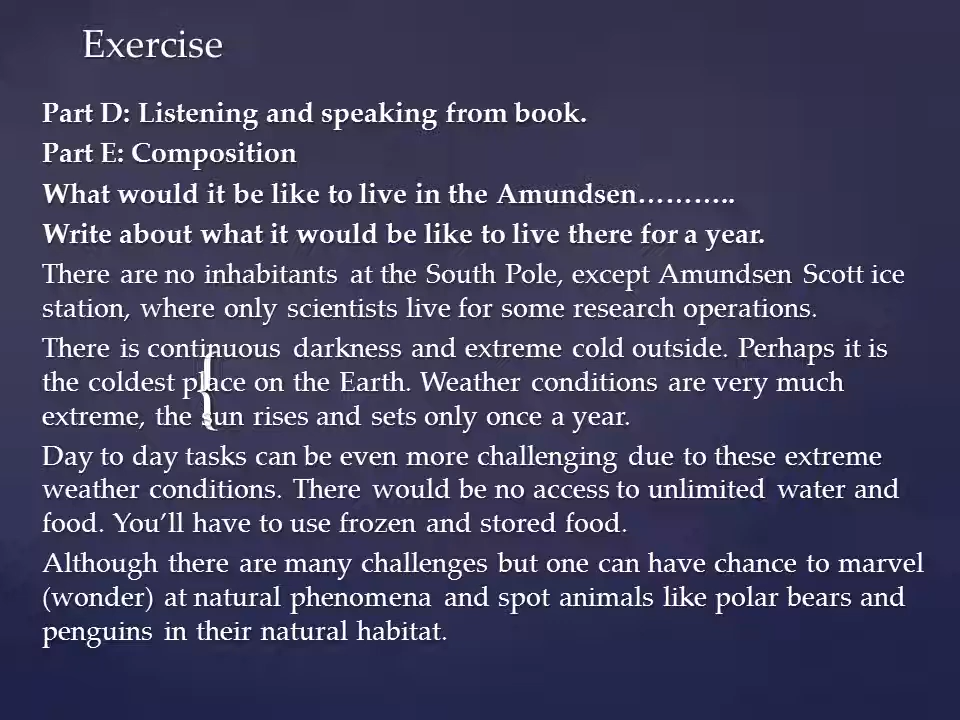 Exercise
Part D: Listening and speaking from book.
Part E: Composition
What would it be like to live in the Amundsen………..
Write about what it would be like to live there for a year.
There are no inhabitants at the South Pole, except Amundsen Scott ice
station, where only scientists live for some research operations.
There is continuous darkness and extreme cold outside. Perhaps it is
the coldest place on the Earth. Weather conditions are very much
extreme, the sun rises and sets only once a year.
Day to day tasks can be even more challenging due to these extreme
weather conditions. There would be no access to unlimited water and
food. You’ll have to use frozen and stored food.
Although there are many challenges but one can have chance to marvel
(wonder) at natural phenomena and spot animals like polar bears and
penguins in their natural habitat.